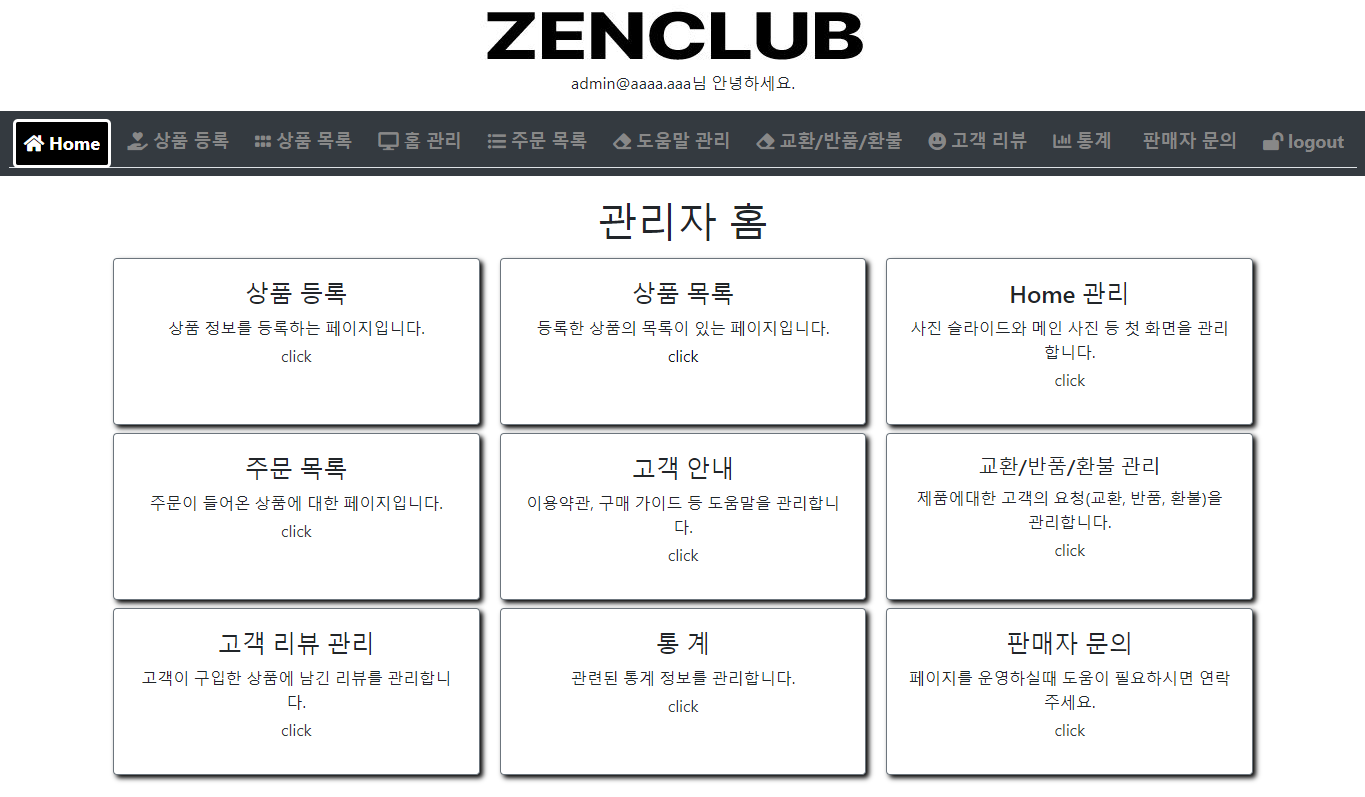 ZENCLUB
admin@aaaa.aaa님 안녕하세요.
Home 상품 등록 상품 목록 홈 관리 주문 목록 도움말 관리 교환/반품/환불 고객 리뷰 통계 판매자 문의 logout
관리자 홈
상품 등록
상품 정보를 등록하는 페이지입니다.
click
상품 목록
등록한 상품의 목록이 있는 페이지입니다.
click
Home 관리
사진 슬라이드와 메인 사진 등 첫 화면을 관리
합니다.
click
주문 목록
주문이 들어온 상품에 대한 페이지입니다.
click
고객 안내
이용약관, 구매 가이드 등 도움말을 관리합니
다.
click
교환/반품/환불 관리
제품에대한 고객의 요청(교환, 반품, 환불)을
관리합니다.
click
고객 리뷰 관리
고객이 구입한 상품에 남긴 리뷰를 관리합니
다.
click
통 계
관련된 통계 정보를 관리합니다.
click
판매자 문의
페이지를 운영하실때 도움이 필요하시면 연락
주세요.
click